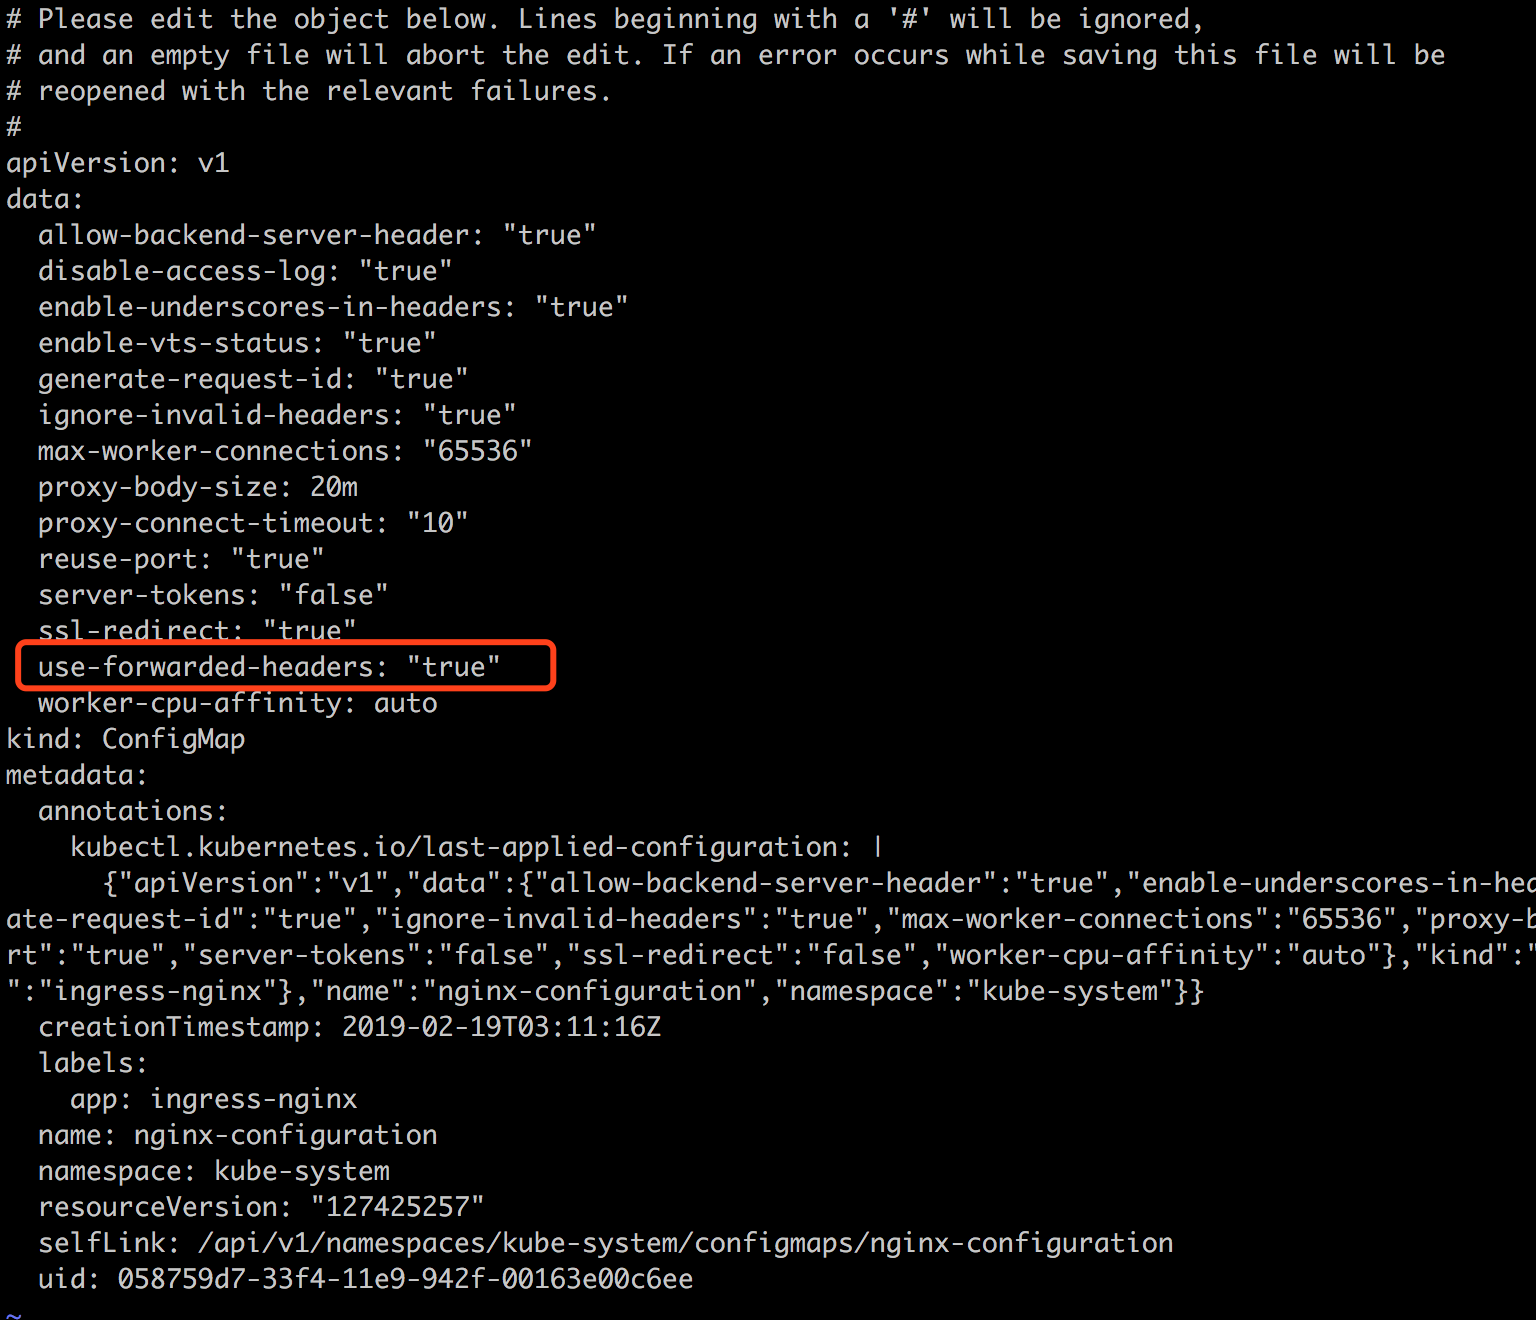 # Please edit the object below. Lines beginning with a '#' will be ignored,
# and an empty file will abort the edit. If an error occurs while saving this file will be
# reopened with the relevant failures.
#
apiVersion: v1
data:
  allow-backend-server-header: "true"
  disable-access-log: "true"
  enable-underscores-in-headers: "true"
  enable-vts-status: "true"
  generate-request-id: "true"
  ignore-invalid-headers: "true"
  max-worker-connections: "65536"
  proxy-body-size: 20m
  proxy-connect-timeout: "10"
  reuse-port: "true"
  server-tokens: "false"
  ssl-redirect: "true"
  use-forwarded-headers: "true"
  worker-cpu-affinity: auto
kind: ConfigMap
metadata:
  annotations:
    kubectl.kubernetes.io/last-applied-configuration: |
      {"apiVersion":"v1","data":{"allow-backend-server-header":"true","enable-underscores-in-hea
ate-request-id":"true","ignore-invalid-headers":"true","max-worker-connections":"65536","proxy-b
rt":"true","server-tokens":"false","ssl-redirect":"false","worker-cpu-affinity":"auto"},"kind":"
":"ingress-nginx"},"name":"nginx-configuration","namespace":"kube-system"}}
  creationTimestamp: 2019-02-19T03:11:16Z
  labels:
    app: ingress-nginx
  name: nginx-configuration
  namespace: kube-system
  resourceVersion: "127425257"
  selfLink: /api/v1/namespaces/kube-system/configmaps/nginx-configuration
  uid: 058759d7-33f4-11e9-942f-00163e00c6ee
~